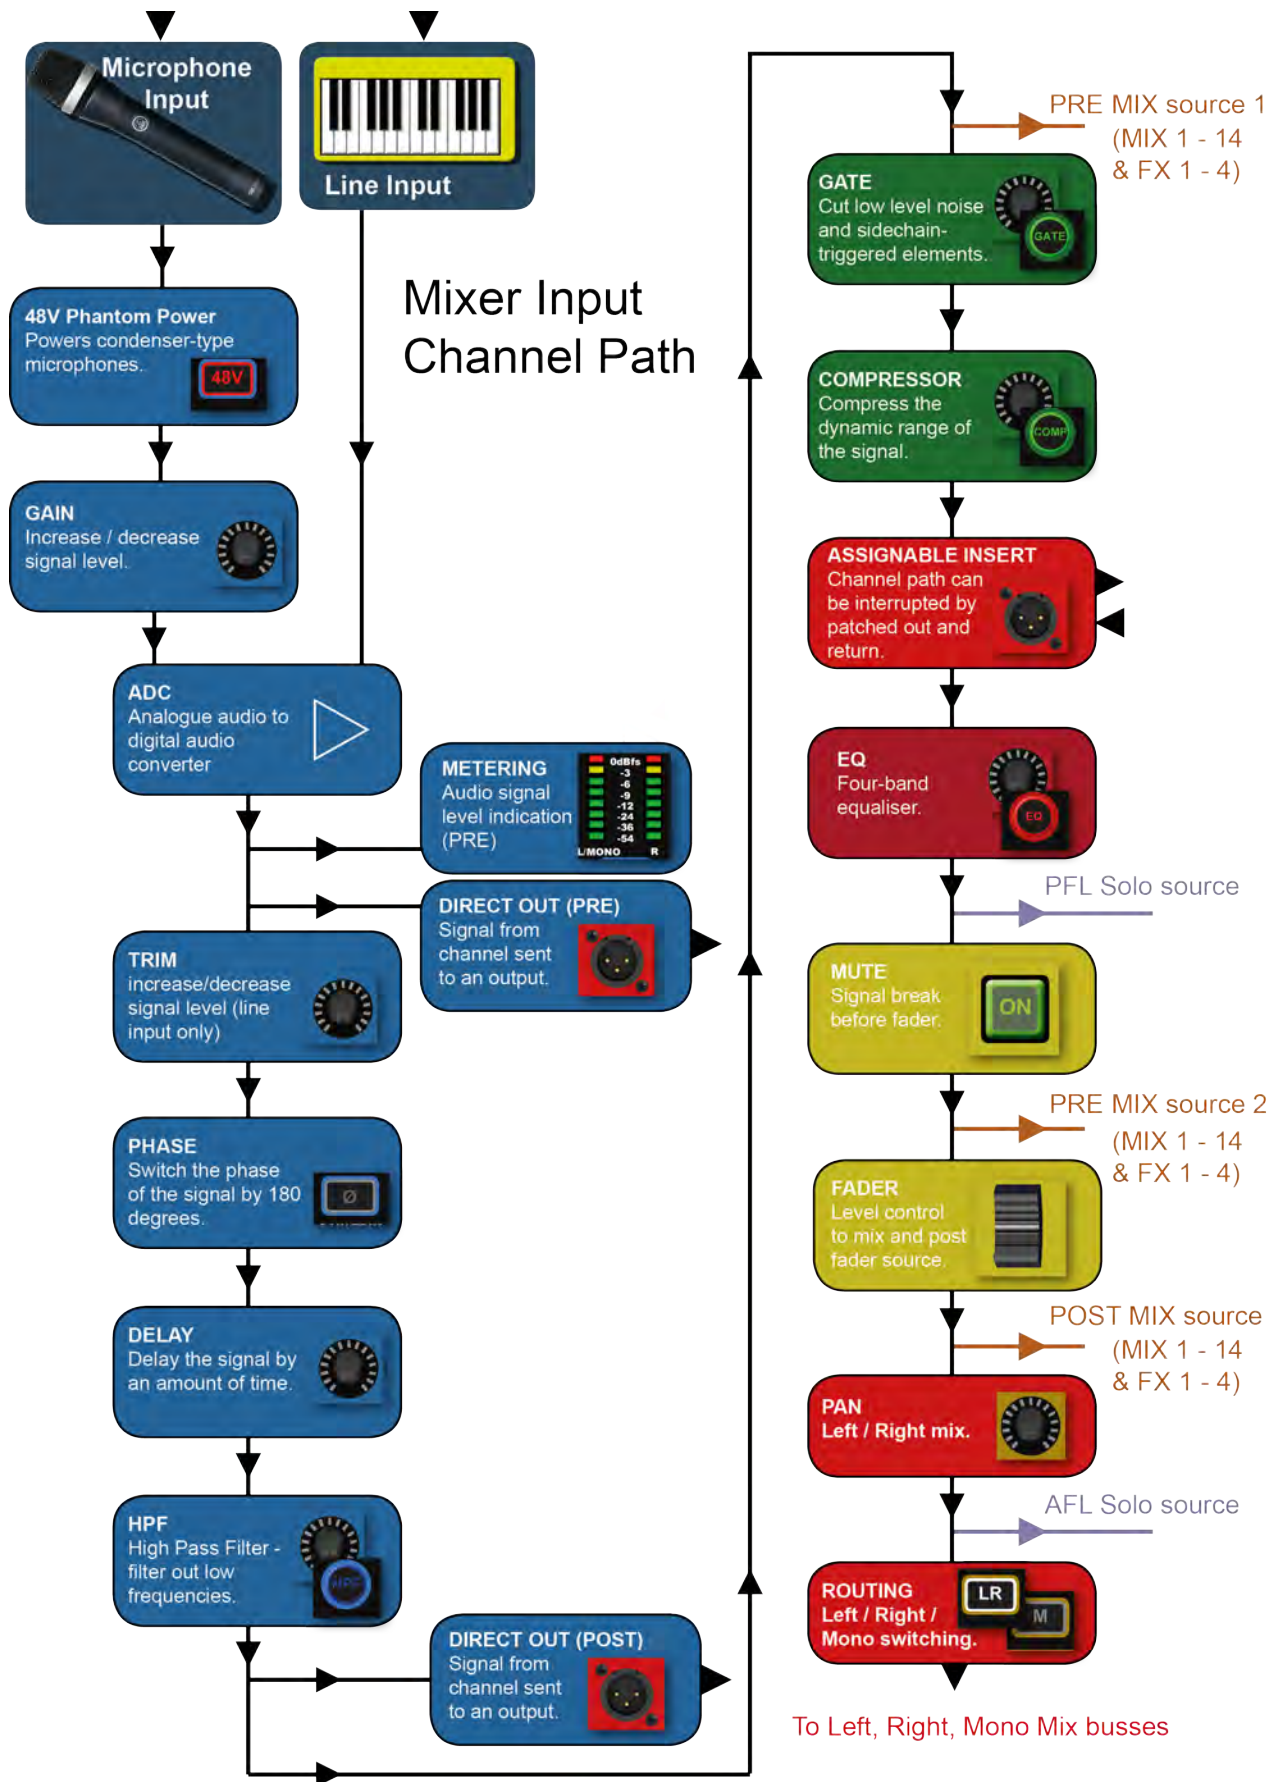 Microphone
Input
Line Input
Mixer Input
Channel Path
48V Phantom Power
Powers condenser-type
microphones.
48V
GAIN
Increase / decrease
signal level.
ADC
Analogue audio to
digital audio
converter
METERING
Audio signal
level indication
(PRE)
0dBfs
-3
-6
-9
-12
-24
-36
-54
L/MONO R
DIRECT OUT (PRE)
Signal from
channel sent
to an output.
TRIM
increase/decrease
signal level (line
input only)
PHASE
Switch the phase
of the signal by 180
degrees.
Ø
DELAY
Delay the signal by
an amount of time.
HPF
High Pass Filter -
filter out low
frequencies.
DIRECT OUT (POST)
Signal from
channel sent
to an output.
PRE MIX source 1
(MIX 1 - 14
& FX 1 - 4)
GATE
Cut low level noise
and sidechain-
triggered elements.
GATE
COMPRESSOR
Compress the
dynamic range of
the signal.
COMP
ASSIGNABLE INSERT
Channel path can
be interrupted by
patched out and
return.
EQ
Four-band
equaliser.
EQ
PFL Solo source
MUTE
Signal break
before fader.
ON
PRE MIX source 2
(MIX 1 - 14
& FX 1 - 4)
FADER
Level control
to mix and post
fader source.
POST MIX source
(MIX 1 - 14
& FX 1 - 4)
PAN
Left / Right mix.
AFL Solo source
ROUTING
Left / Right /
Mono switching.
LR
M
To Left, Right, Mono Mix busses